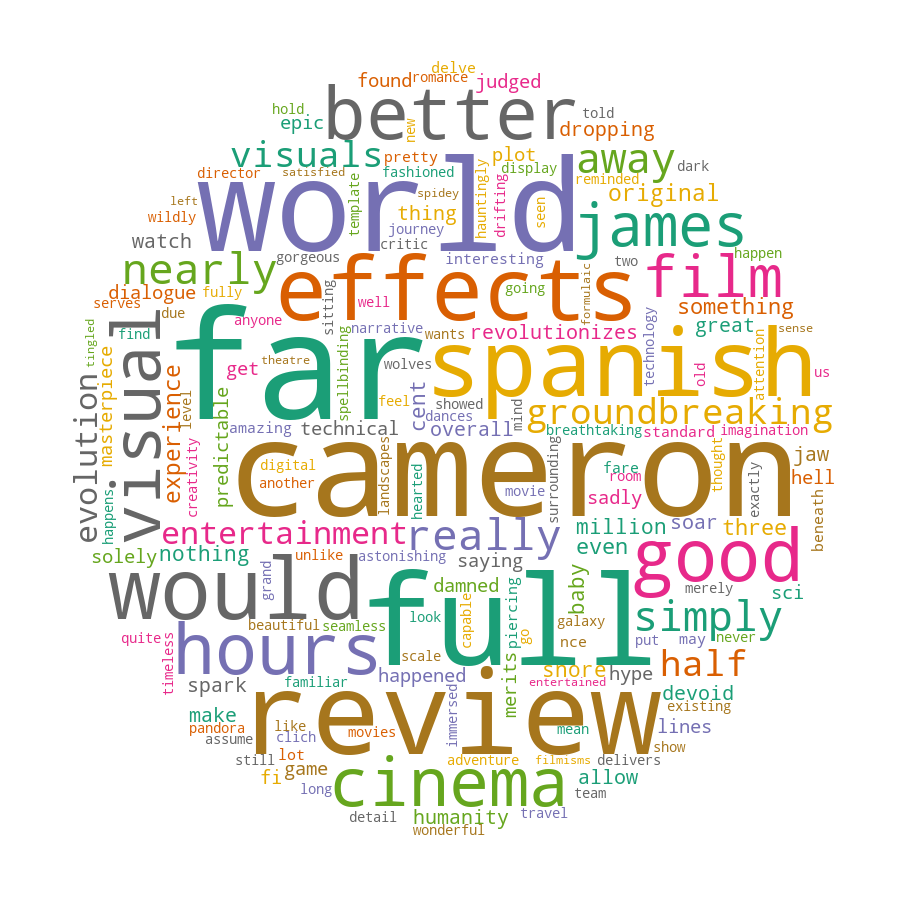 delve
found romance judged
better
hold
epic
new
told
dropping
visuals
pretty
plot
away
dark
director
satisfied
fashioned
display
reminded
left
world
template
spidey
hauntingly
drifting
seen
original
wildly
thing
journey
james
watch
critic
gorgeous
interesting
two
happen
nearly
effects
film
dialogue
fully
sitting
going
formulaic
something
serves
due
well
narrative
revolutionizes
technology
great
sense
find
anyone
visual
far
spanish
attention
tingled
theatre
wolves
get
old
us
evolution
masterpiece
experience
level
predictable
spellbinding
feel
cent
showed
dances
mind
groundbreaking
amazing
technical
overall
breathtaking
standard
imagination
happens
creativity
digital
another
landscapes
hearted
cameron
surrounding
fare
room
thought
exactly
jaw
hell
movie
sadly
beneath
entertainment
really
million
soar
three
solely
nothing
unlike
astonishing
saying
even
good
would
grand
damned
baby
merely
sci
beautiful
seamless
look
capable
piercing
go
full
galaxy
simply
quite
timeless
hours
nce
put
may
never
spark
familiar
happened
scale
merits
snore
hype
half
entertained
devoid
existing
make
pandora
assume
like
clich
review
movies
immersed
mean
lines
show
still
lot
adventure
filmisms
delivers
fi
game
cinema
allow
long
team
detail
humanity
travel
wonderful